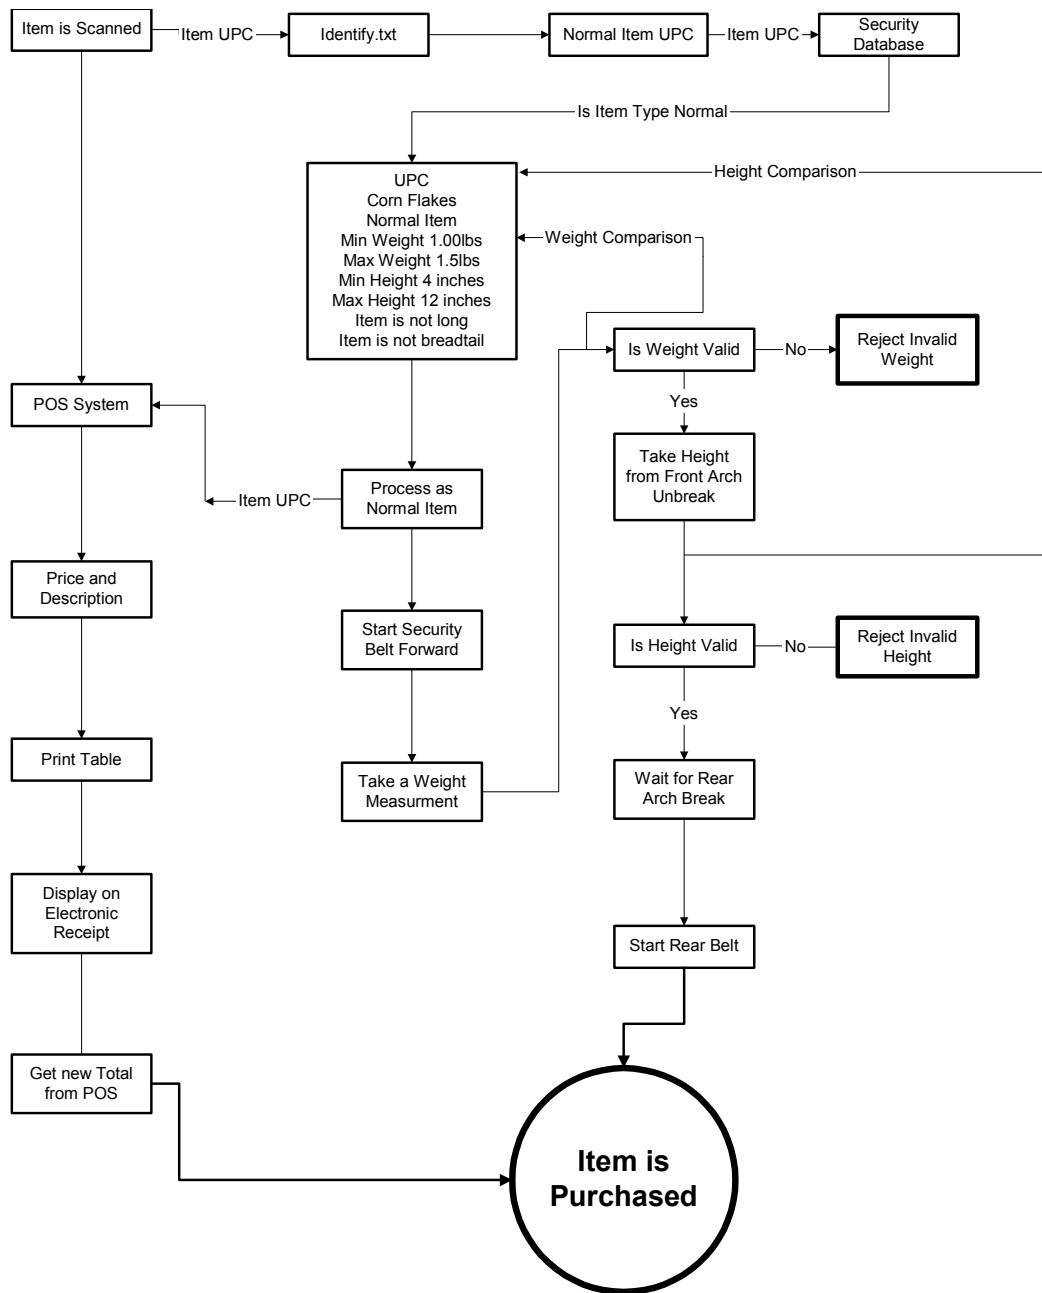 Item is Scanned
Item UPC
Identify.txt
Normal Item UPC
Item UPC
Security
Database
Is Item Type Normal
UPC
Corn Flakes
Normal Item
Min Weight 1.00lbs
Max Weight 1.5lbs
Min Height 4 inches
Max Height 12 inches
Item is not long
Item is not breadtail
Height Comparison
Weight Comparison
Is Weight Valid
No
Reject Invalid
Weight
Yes
POS System
Take Height
from Front Arch
Unbreak
Item UPC
Process as
Normal Item
Price and
Description
Start Security
Belt Forward
Is Height Valid
No
Reject Invalid
Height
Yes
Print Table
Take a Weight
Measurment
Wait for Rear
Arch Break
Display on
Electronic
Receipt
Start Rear Belt
Get new Total
from POS
Item is
Purchased